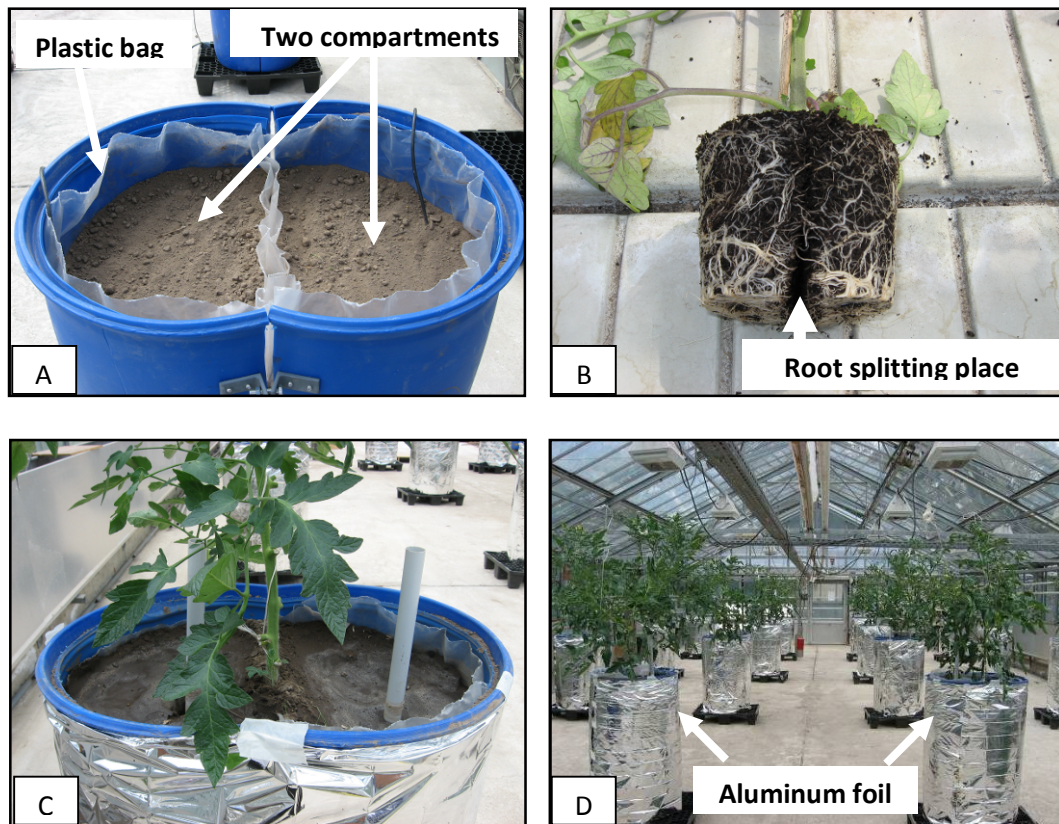 Plastic bag
Two compartments
A
B
Root splitting place
C
D
Aluminum foil